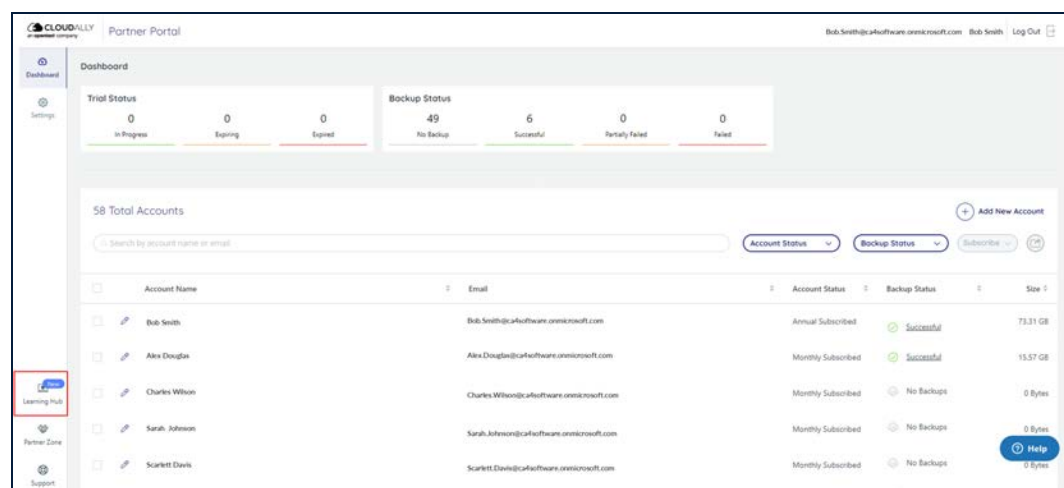 CLOUDALLY
an opentext company
Partner Portal
Bob.Smith@ca4software.onmicrosoft.com Bob Smith Log Out
Dashboard
Settings
Learning Hub
New
Partner Zone
Support
Dashboard
Trial Status
0 0 0
In Progress Expiring Expired
Backup Status
49 6 0 0
No Backup Successful Partially Failed Failed
58 Total Accounts
Add New Account
Search by account name or email
Account Status Backup Status Subscribe
Account Name Email Account Status Backup Status Size
Bob Smith Bob.Smith@ca4software.onmicrosoft.com Annual Subscribed Successful 73.31 GB
Alex Douglas Alex.Douglas@ca4software.onmicrosoft.com Monthly Subscribed Successful 15.57 GB
Charles Wilson Charles.Wilson@ca4software.onmicrosoft.com Monthly Subscribed No Backups 0 Bytes
Sarah Johnson Sarah.Johnson@ca4software.onmicrosoft.com Monthly Subscribed No Backups 0 Bytes
Scarlett Davis Scarlett.Davis@ca4software.onmicrosoft.com Monthly Subscribed No Backups 0 Bytes
Help